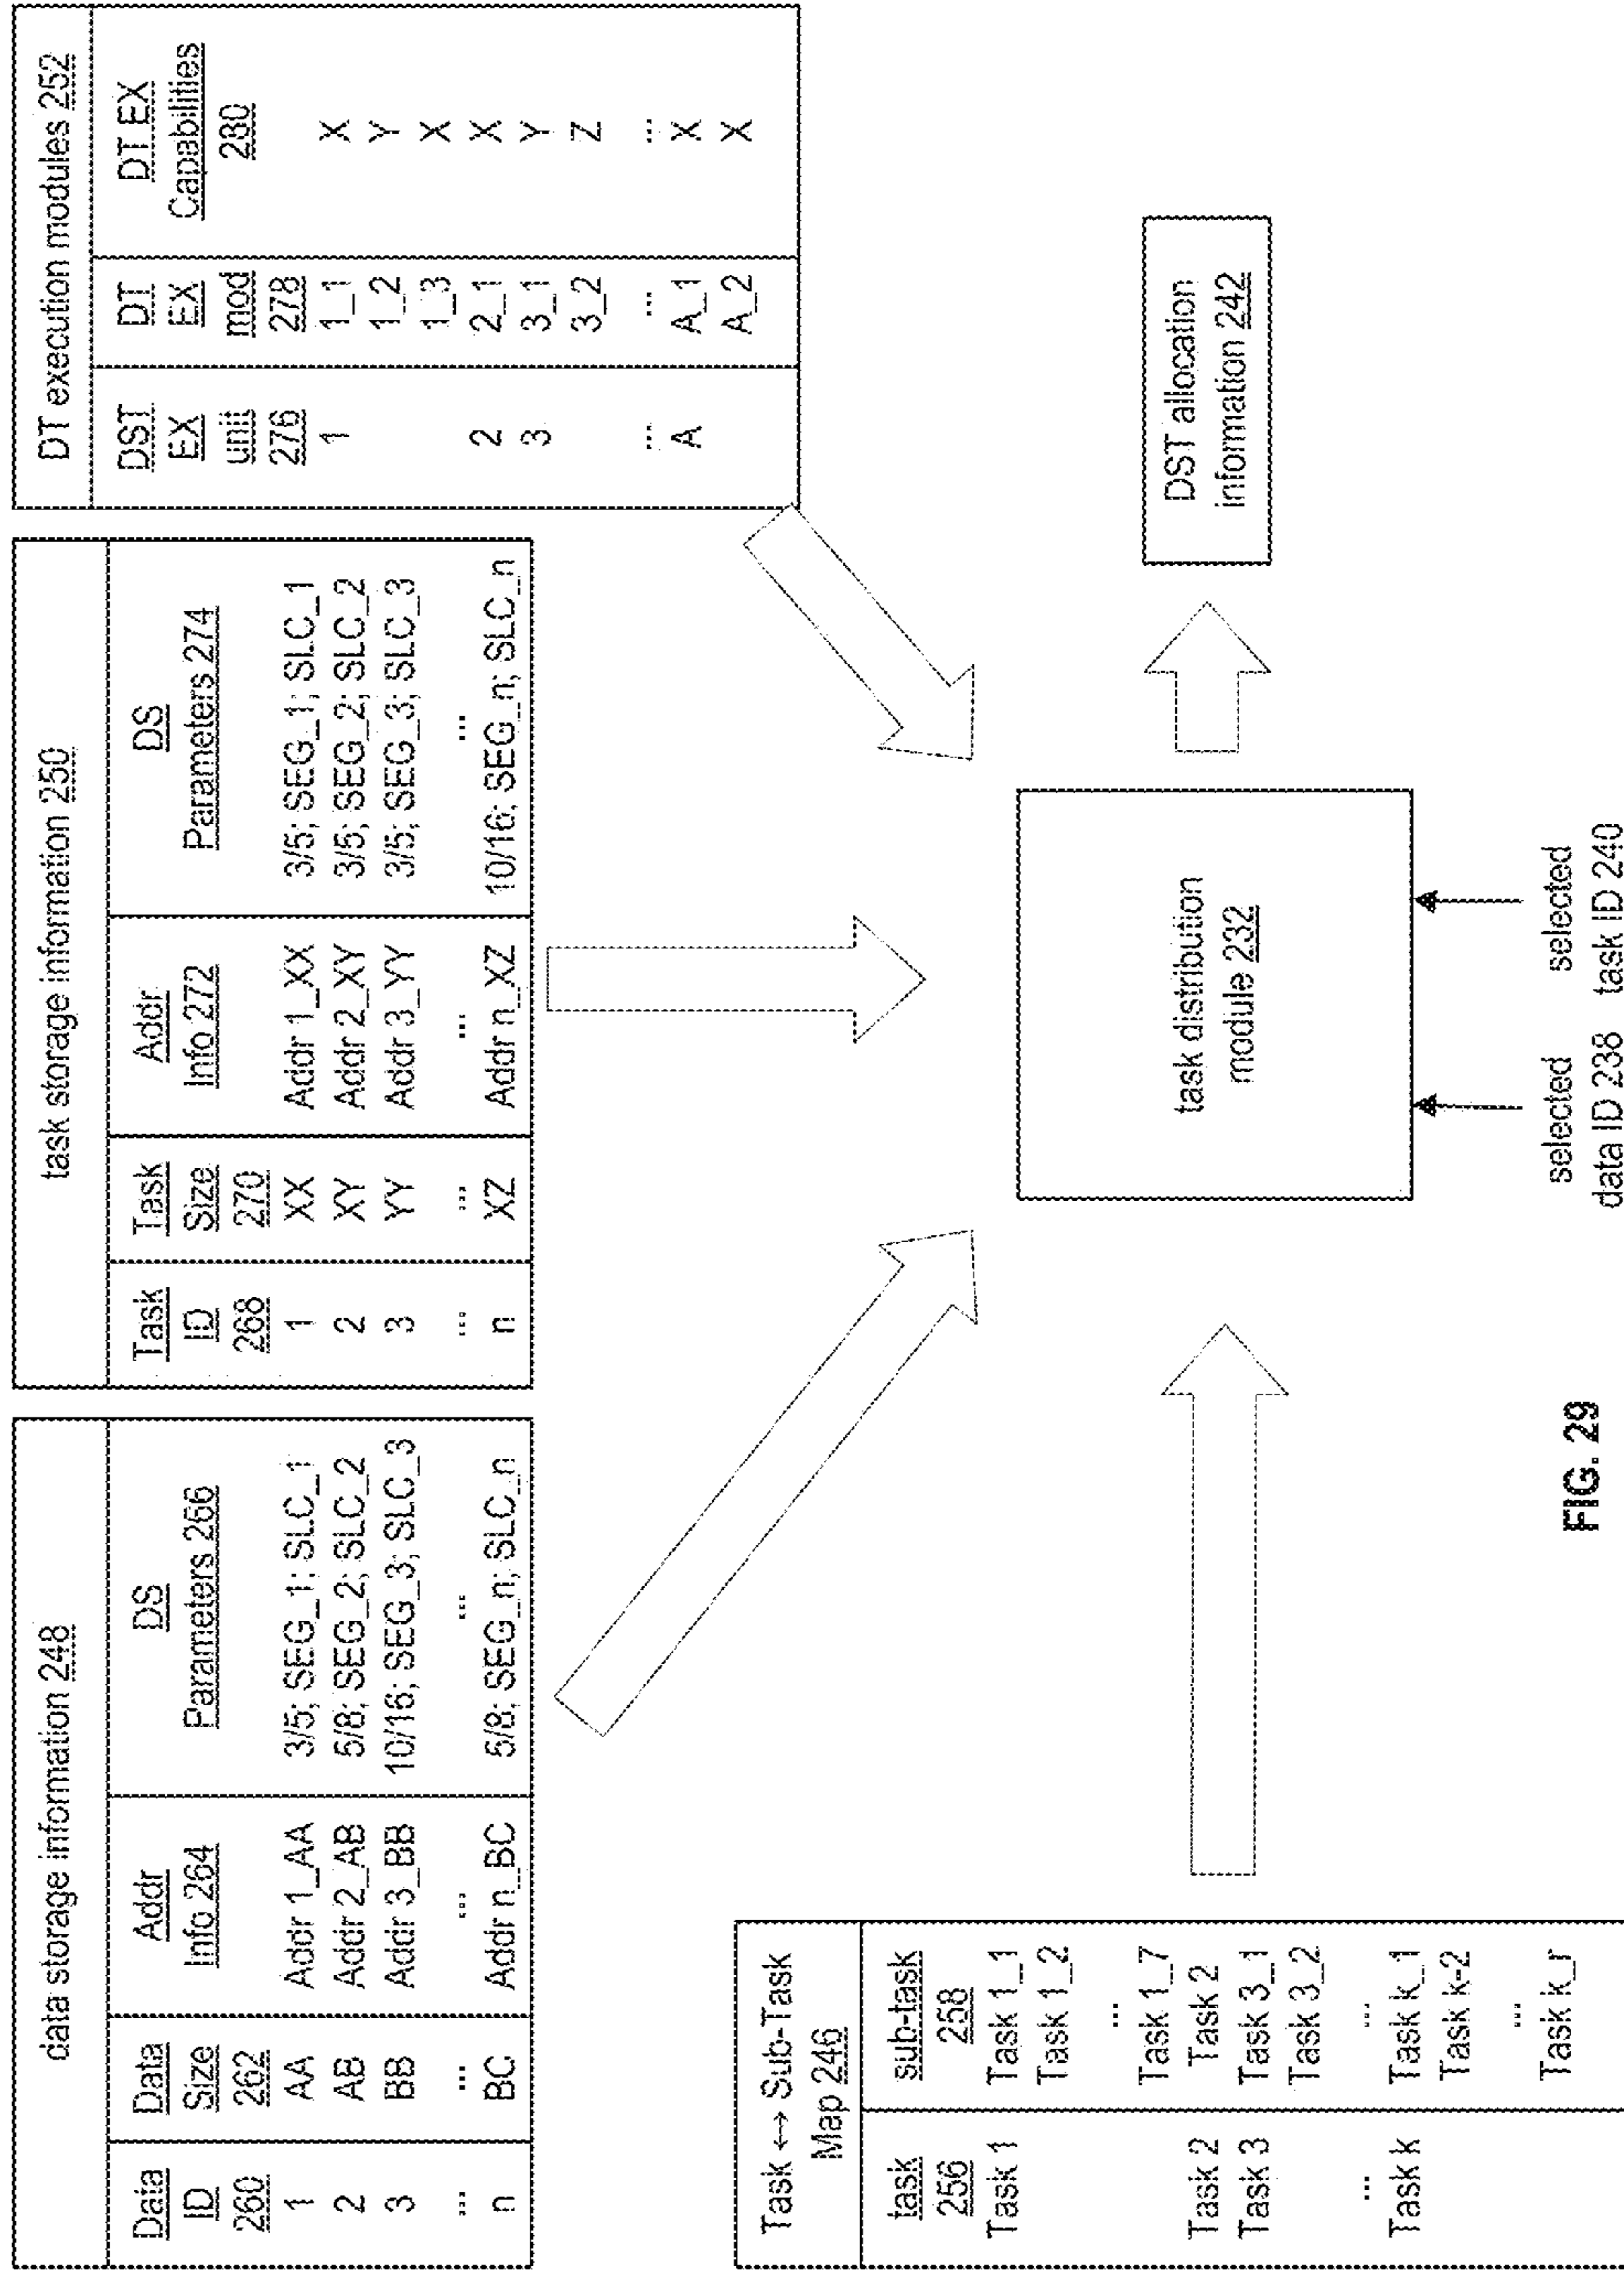 data storage information 248
Data ID 260 Data Size 262 Addr Info 264 DS Parameters 266
1 AA Addr 1_AA 3/5; SEG_1; SLC_1
2 AB Addr 2_AB 5/8; SEG_2; SLC_2
3 BB Addr 3_BB 10/16; SEG_3; SLC_3
... ... ... ...
n BC Addr n_BC 5/8; SEG_n; SLC_n
task storage information 250
Task ID 268 Task Size 270 Addr Info 272 DS Parameters 274
1 XX Addr 1_XX 3/5; SEG_1; SLC_1
2 XY Addr 2_XY 3/5; SEG_2; SLC_2
3 YY Addr 3_YY 3/5; SEG_3; SLC_3
... ... ... ...
n XZ Addr n_XZ 10/16; SEG_n; SLC_n
DT execution modules 252
DST EX unit 276 DT EX mod 278 DT EX Capabilities 280
1 1_1 X
1_2 Y
1_3 X
2 2_1 X
3 3_1 Y
3_2 Z
... ... ...
A A_1 X
A_2 X
Task ↔ Sub-Task
Map 246
task 256 sub-task 258
Task 1 Task 1_1
Task 1_2
...
Task 1_7
Task 2 Task 2
Task 3 Task 3_1
Task 3_2
... ...
Task k Task k_1
Task k-2
...
Task k_r
task distribution
module 232
DST allocation
information 242
selected
data ID 238
selected
task ID 240
FIG. 29